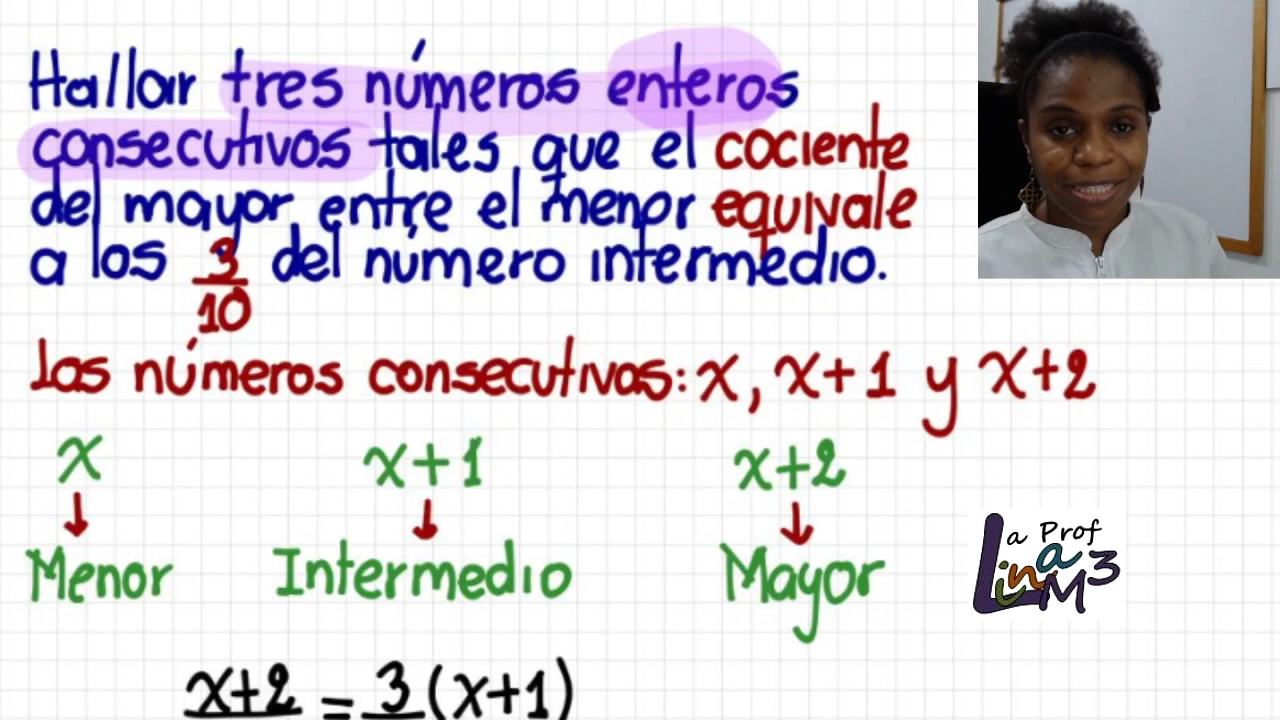 Hallar tres números enteros
consecutivos tales que el cociente
del mayor entre el menor equivale
a los 3/10 del número intermedio.
Los números consecutivos: x, x+1 y x+2
x x+1 x+2
Menor Intermedio Mayor
La Prof
Lina M3
x+2 = 3 (x+1)